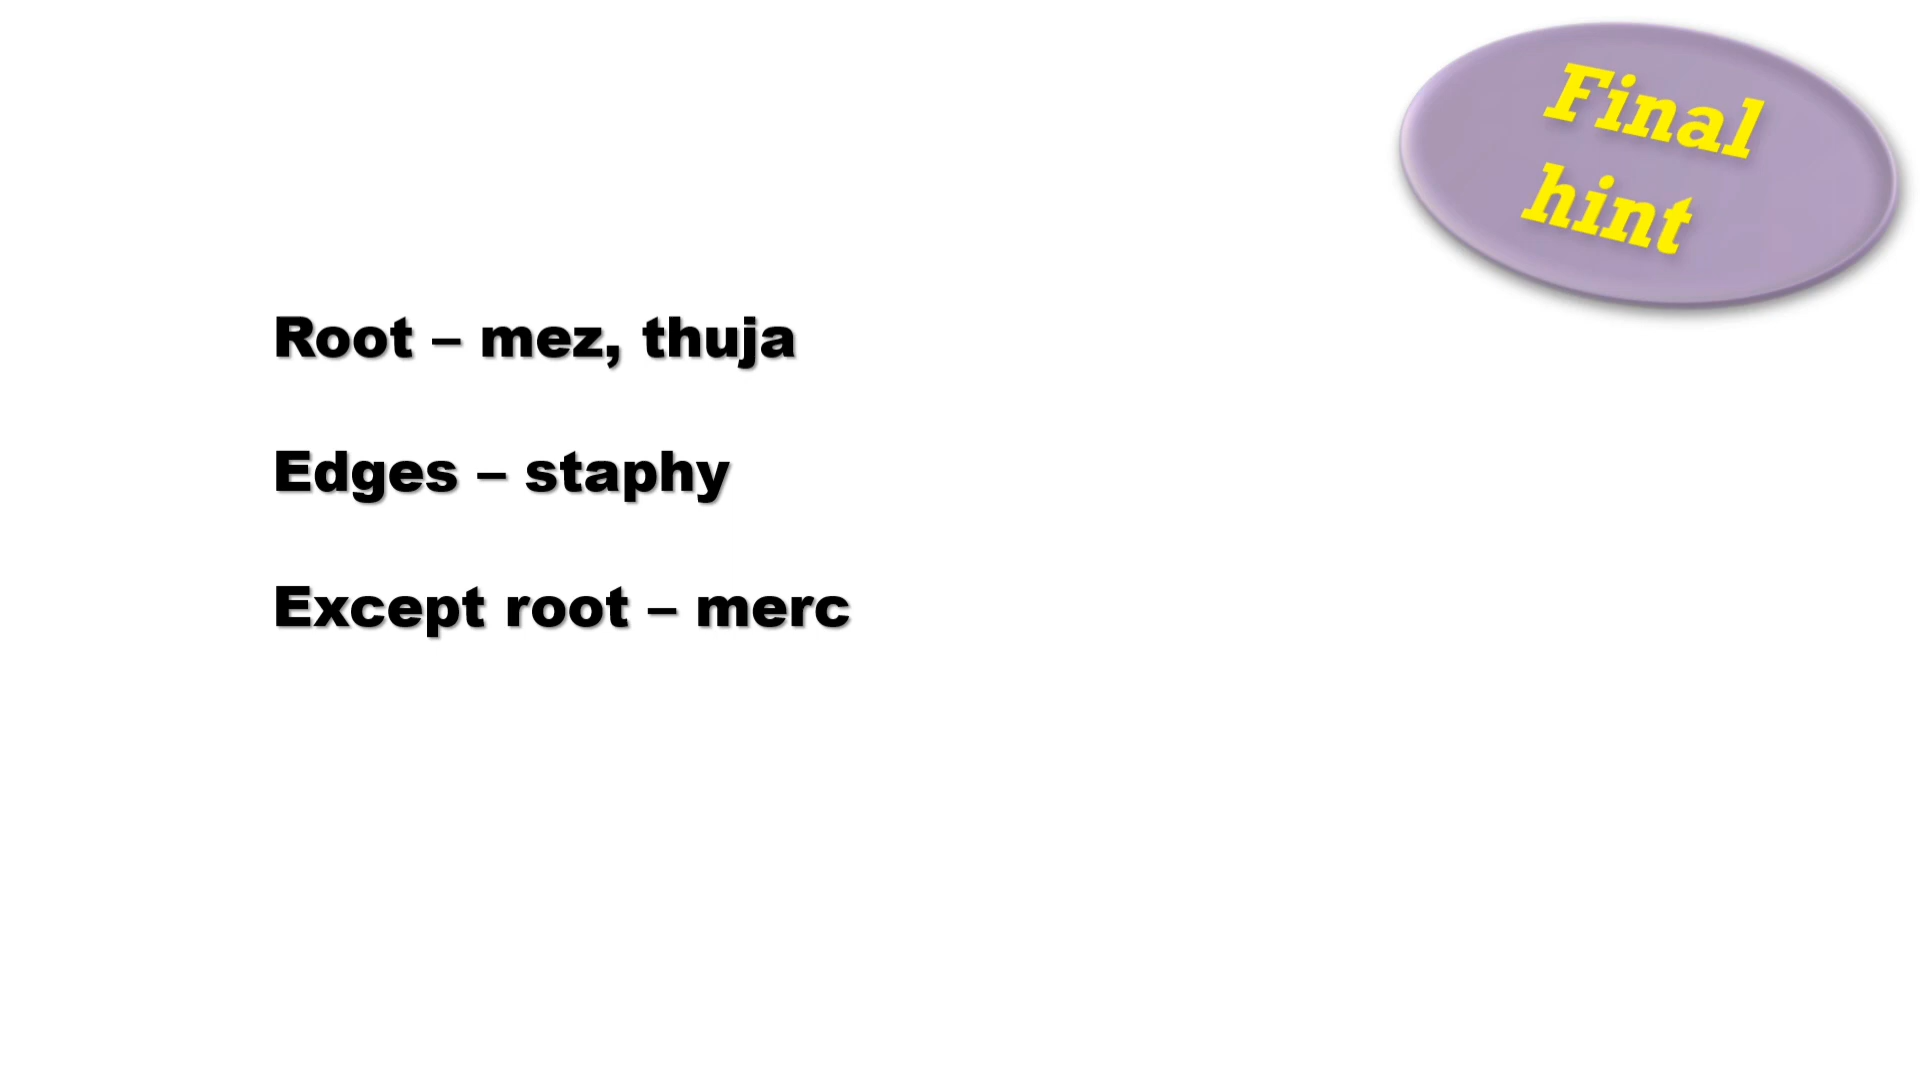 Final
hint
Root – mez, thuja
Edges – staphy
Except root – merc